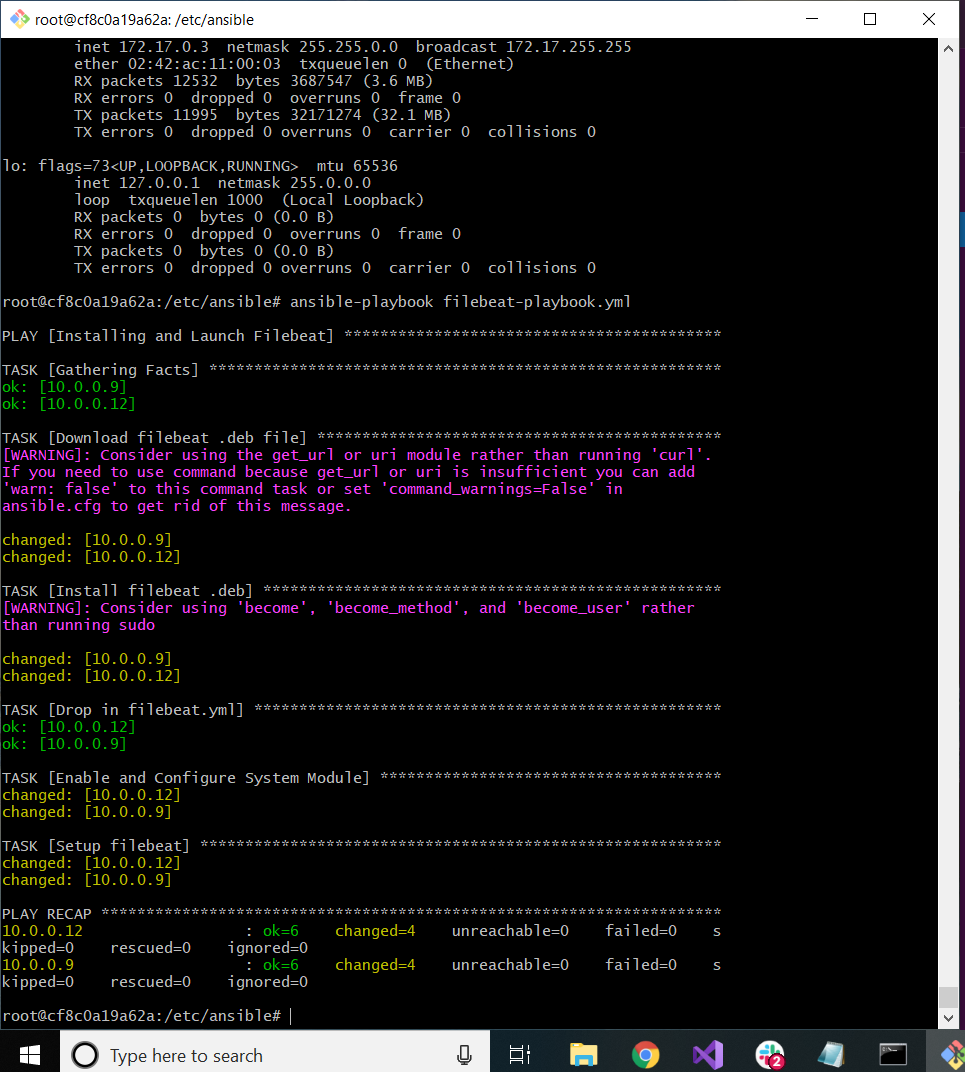 root@cf8c0a19a62a: /etc/ansible
inet 172.17.0.3  netmask 255.255.0.0  broadcast 172.17.255.255
ether 02:42:ac:11:00:03  txqueuelen 0  (Ethernet)
RX packets 12532  bytes 3687547 (3.6 MB)
RX errors 0  dropped 0  overruns 0  frame 0
TX packets 11995  bytes 32171274 (32.1 MB)
TX errors 0  dropped 0 overruns 0  carrier 0  collisions 0
lo: flags=73<UP,LOOPBACK,RUNNING>  mtu 65536
inet 127.0.0.1  netmask 255.0.0.0
loop  txqueuelen 1000  (Local Loopback)
RX packets 0  bytes 0 (0.0 B)
RX errors 0  dropped 0  overruns 0  frame 0
TX packets 0  bytes 0 (0.0 B)
TX errors 0  dropped 0 overruns 0  carrier 0  collisions 0
root@cf8c0a19a62a:/etc/ansible# ansible-playbook filebeat-playbook.yml
PLAY [Installing and Launch Filebeat] ******************************************
TASK [Gathering Facts] *********************************************************
ok: [10.0.0.9]
ok: [10.0.0.12]
TASK [Download filebeat .deb file] *********************************************
[WARNING]: Consider using the get_url or uri module rather than running 'curl'.
If you need to use command because get_url or uri is insufficient you can add
'warn: false' to this command task or set 'command_warnings=False' in
ansible.cfg to get rid of this message.
changed: [10.0.0.9]
changed: [10.0.0.12]
TASK [Install filebeat .deb] ***************************************************
[WARNING]: Consider using 'become', 'become_method', and 'become_user' rather
than running sudo
changed: [10.0.0.9]
changed: [10.0.0.12]
TASK [Drop in filebeat.yml] ****************************************************
ok: [10.0.0.12]
ok: [10.0.0.9]
TASK [Enable and Configure System Module] **************************************
changed: [10.0.0.12]
changed: [10.0.0.9]
TASK [Setup filebeat] **********************************************************
changed: [10.0.0.12]
changed: [10.0.0.9]
PLAY RECAP *********************************************************************
10.0.0.12                  : ok=6    changed=4    unreachable=0    failed=0    s
kipped=0    rescued=0    ignored=0
10.0.0.9                   : ok=6    changed=4    unreachable=0    failed=0    s
kipped=0    rescued=0    ignored=0
root@cf8c0a19a62a:/etc/ansible#
Type here to search
2